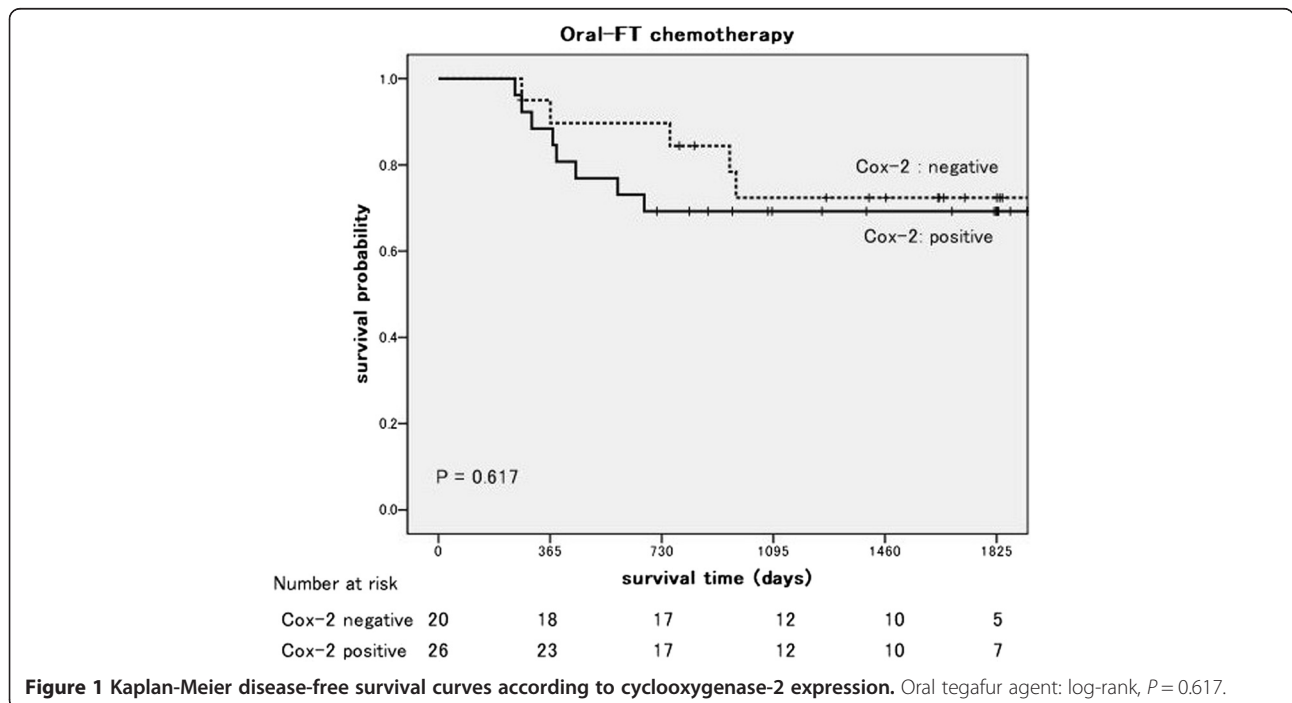 Oral-FT chemotherapy
survival probability
1.0
0.8
0.6
0.4
0.2
0.0
Cox-2 : negative
Cox-2: positive
P = 0.617
0 365 730 1095 1460 1825
survival time (days)
Number at risk
Cox-2 negative 20 18 17 12 10 5
Cox-2 positive 26 23 17 12 10 7
Figure 1 Kaplan-Meier disease-free survival curves according to cyclooxygenase-2 expression. Oral tegafur agent: log-rank, P = 0.617.